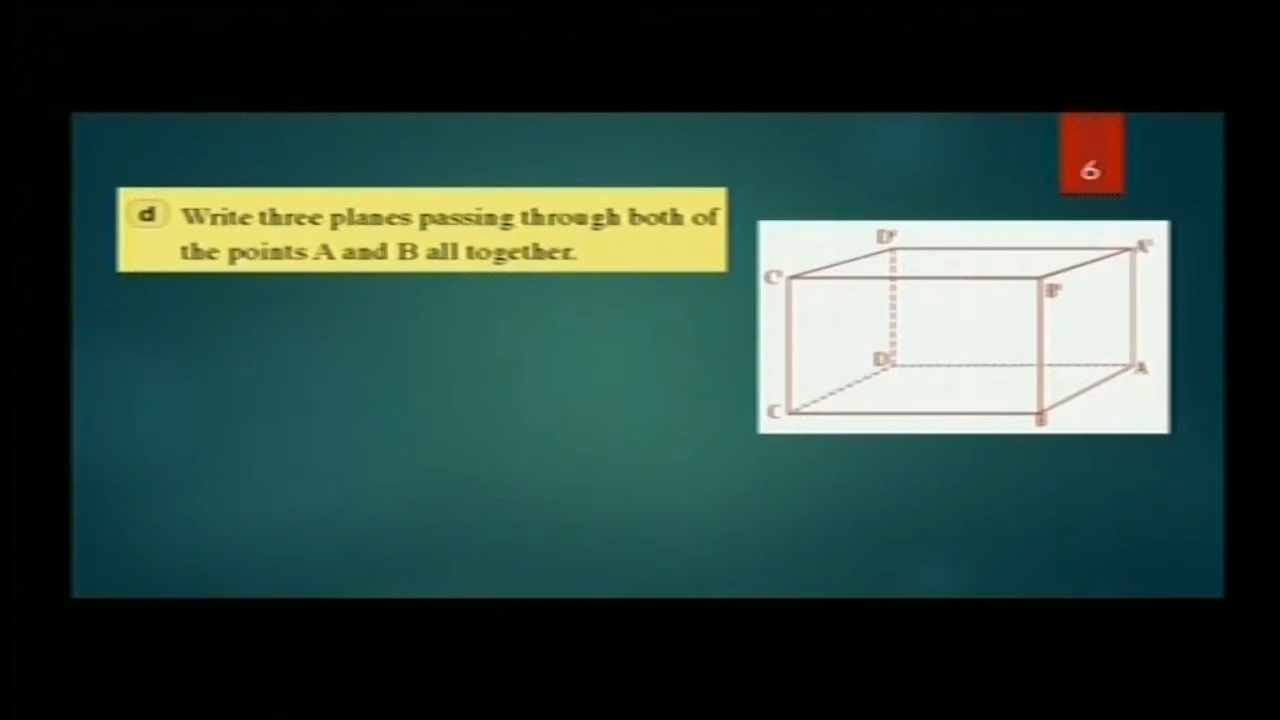 6
d Write three planes passing through both of
the points A and B all together.
D' A'
C' B'
D A
C B